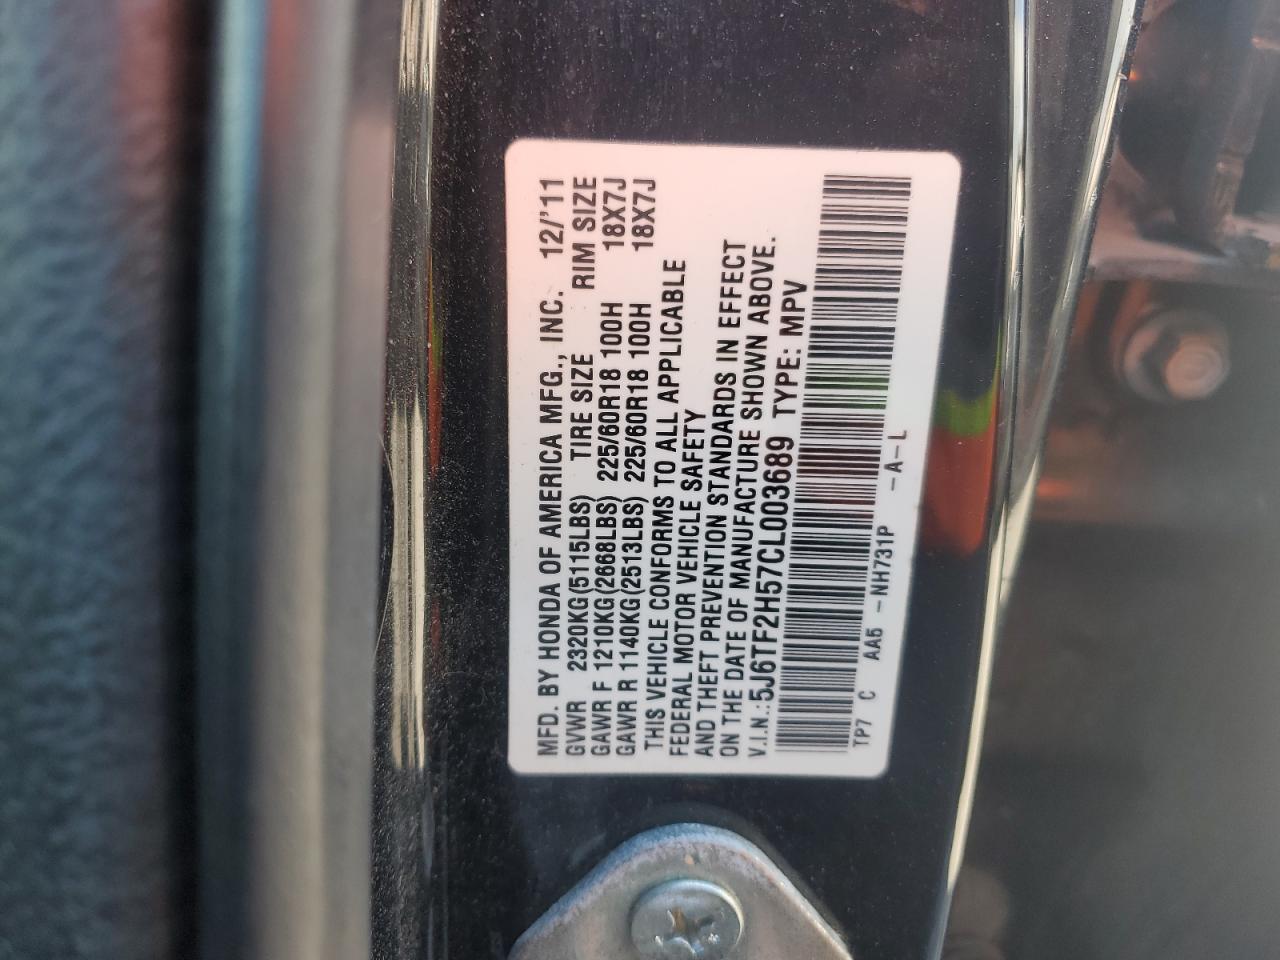 MFD. BY HONDA OF AMERICA MFG., INC. 12/'11
GVWR 2320KG(5115LBS) TIRE SIZE RIM SIZE
GAWR F 1210KG(2668LBS) 225/60R18 100H 18X7J
GAWR R 1140KG(2513LBS) 225/60R18 100H 18X7J
THIS VEHICLE CONFORMS TO ALL APPLICABLE
FEDERAL MOTOR VEHICLE SAFETY
AND THEFT PREVENTION STANDARDS IN EFFECT
ON THE DATE OF MANUFACTURE SHOWN ABOVE.
V.I.N.:5J6TF2H57CL003689 TYPE: MPV
TP7 C AA5 -NH731P -A-L